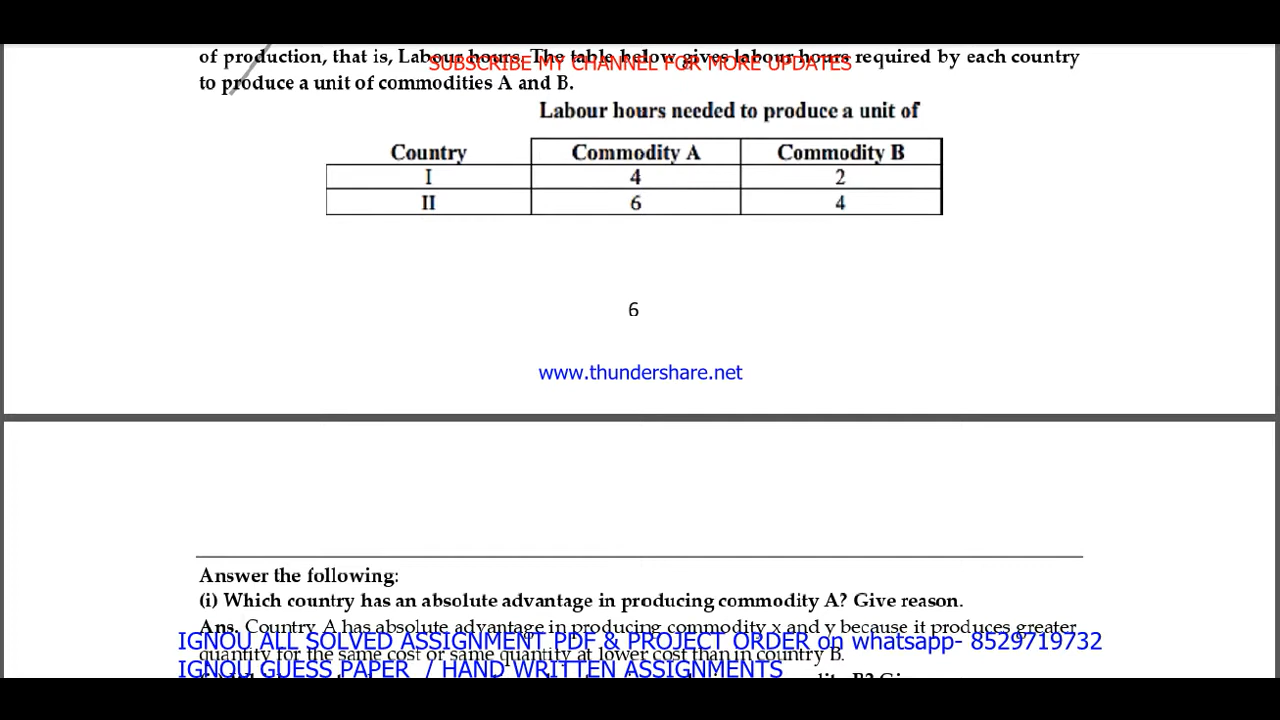 of production, that is, Labour hours. The table below gives labour hours required by each country
SUBSCRIBE MY CHANNEL FOR MORE UPDATES
to produce a unit of commodities A and B.
Labour hours needed to produce a unit of
Country Commodity A Commodity B
I 4 2
II 6 4
6
www.thundershare.net
Answer the following:
(i) Which country has an absolute advantage in producing commodity A? Give reason.
Ans. Country A has absolute advantage in producing commodity x and y because it produces greater
IGNOU ALL SOLVED ASSIGNMENT PDF & PROJECT ORDER on whatsapp- 8529719732
quantity for the same cost or same quantity at lower cost than in country B.
IGNOU GUESS PAPER / HAND WRITTEN ASSIGNMENTS